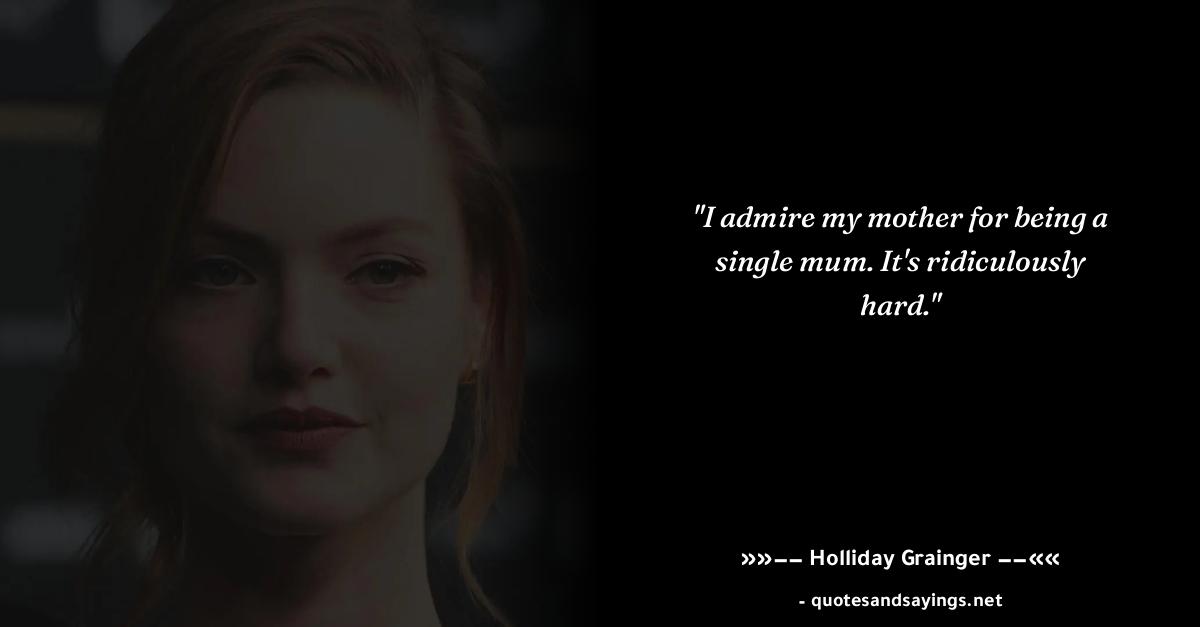 "I admire my mother for being a
single mum. It's ridiculously
hard."
»»−− Holliday Grainger −−««
- quotesandsayings.net